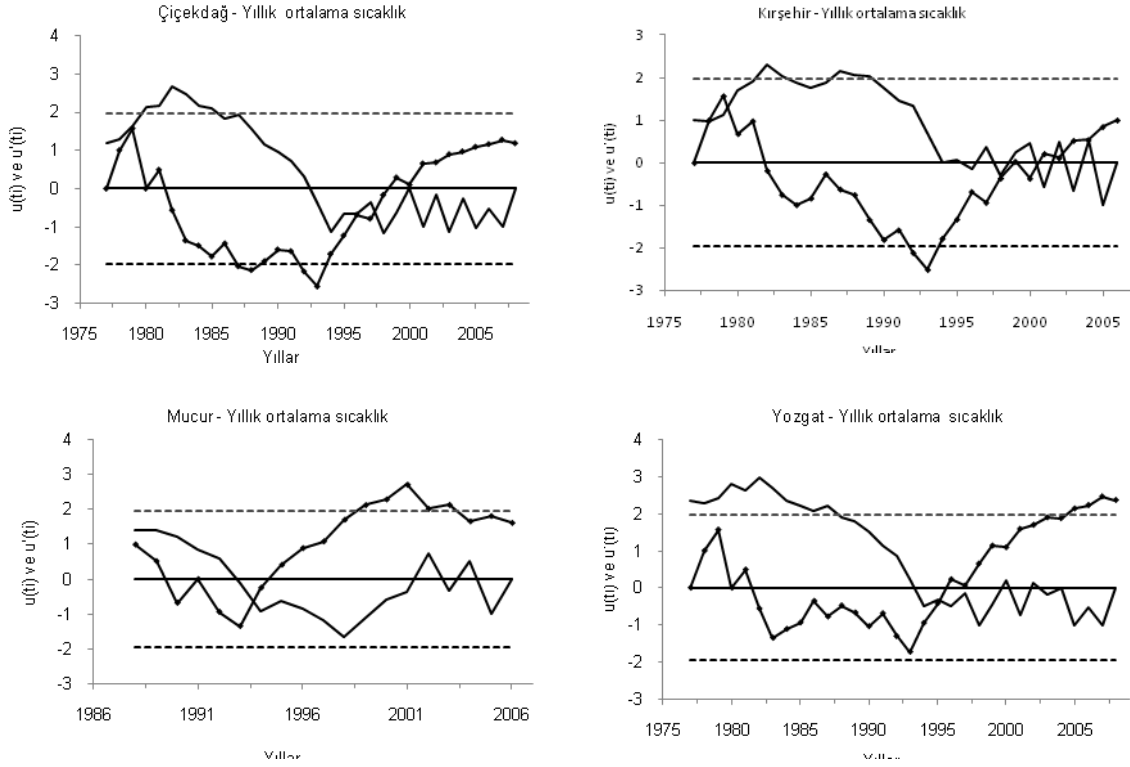 Çiçekdağ - Yıllık ortalama sıcaklık
u(ti) ve u'(ti)
4
3
2
1
0
-1
-2
-3
1975 1980 1985 1990 1995 2000 2005
Yıllar
Kırşehir - Yıllık ortalama sıcaklık
u(ti) ve u'(ti)
3
2
1
0
-1
-2
-3
1975 1980 1985 1990 1995 2000 2005
Yıllar
Mucur - Yıllık ortalama sıcaklık
u(ti) ve u'(ti)
4
3
2
1
0
-1
-2
-3
1986 1991 1996 2001 2006
Yıllar
Yozgat - Yıllık ortalama sıcaklık
u(ti) ve u'(ti)
4
3
2
1
0
-1
-2
-3
1975 1980 1985 1990 1995 2000 2005
Yıllar